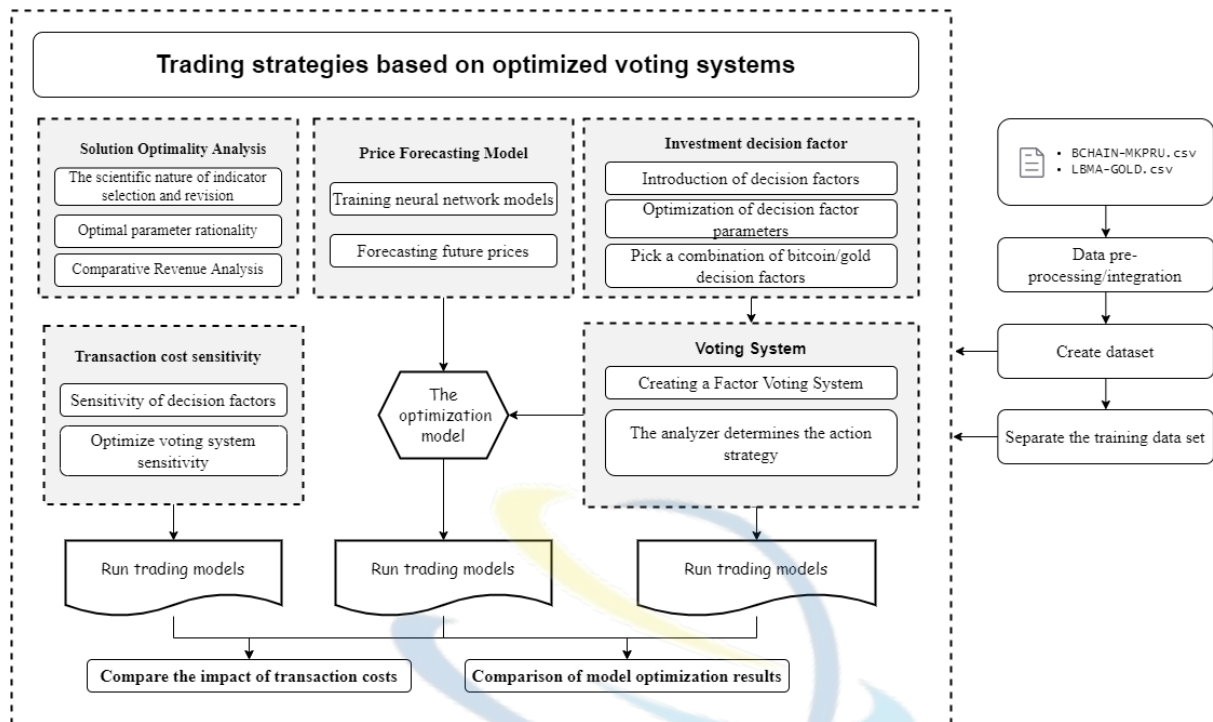 Trading strategies based on optimized voting systems
Solution Optimality Analysis
The scientific nature of indicator
selection and revision
Optimal parameter rationality
Comparative Revenue Analysis
Price Forecasting Model
Training neural network models
Forecasting future prices
Investment decision factor
Introduction of decision factors
Optimization of decision factor
parameters
Pick a combination of bitcoin/gold
decision factors
• BCHAIN-MKPRU.csv
• LBMA-GOLD.csv
Data pre-
processing/integration
Create dataset
Separate the training data set
Transaction cost sensitivity
Sensitivity of decision factors
Optimize voting system
sensitivity
The
optimization
model
Voting System
Creating a Factor Voting System
The analyzer determines the action
strategy
Run trading models
Run trading models
Run trading models
Compare the impact of transaction costs
Comparison of model optimization results